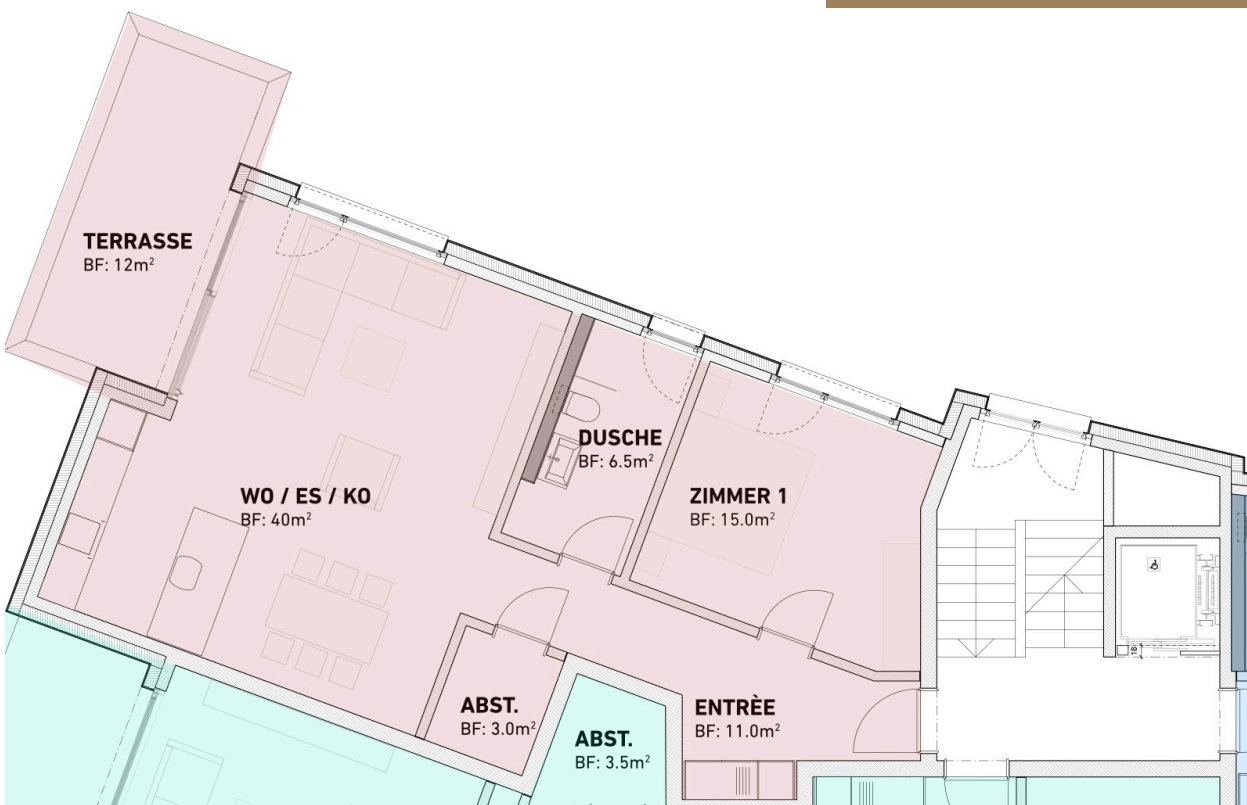 TERRASSE
BF: 12m²
WO / ES / KO
BF: 40m²
DUSCHE
BF: 6.5m²
ZIMMER 1
BF: 15.0m²
ABST.
BF: 3.0m²
ABST.
BF: 3.5m²
ENTRÈE
BF: 11.0m²
18